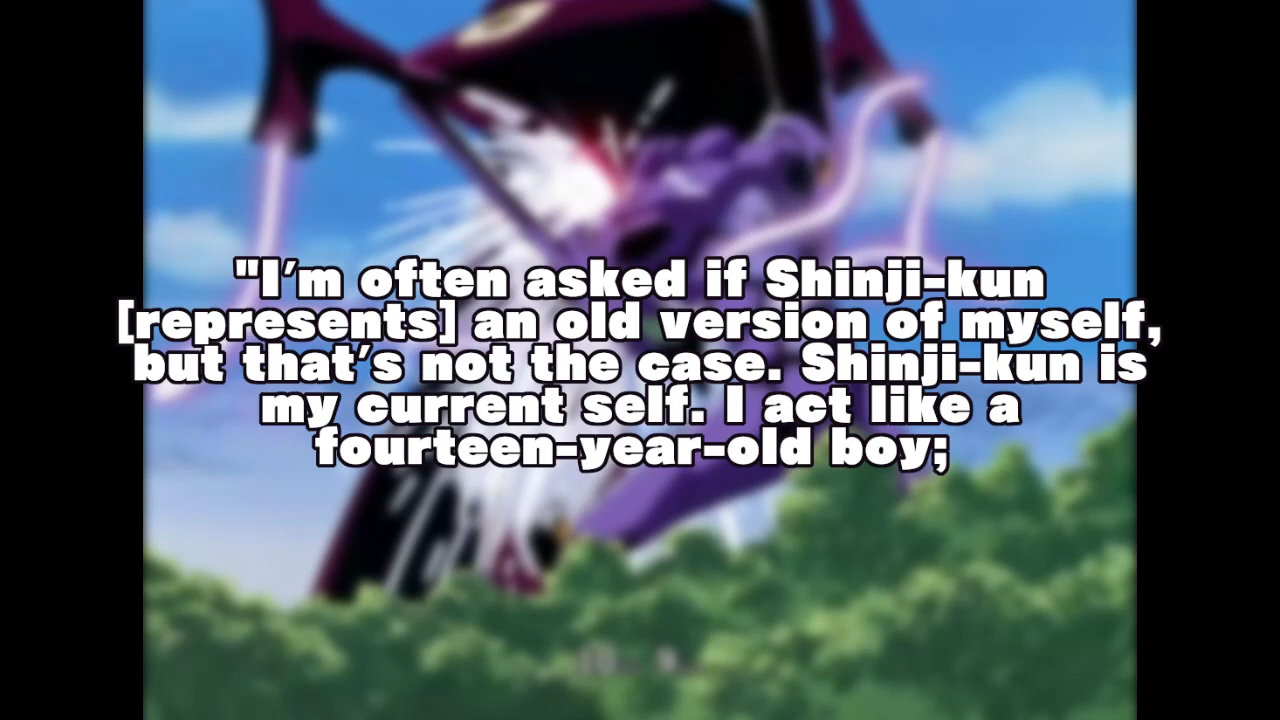 "I'm often asked if Shinji-kun
[represents] an old version of myself,
but that's not the case. Shinji-kun is
my current self. I act like a
fourteen-year-old boy;